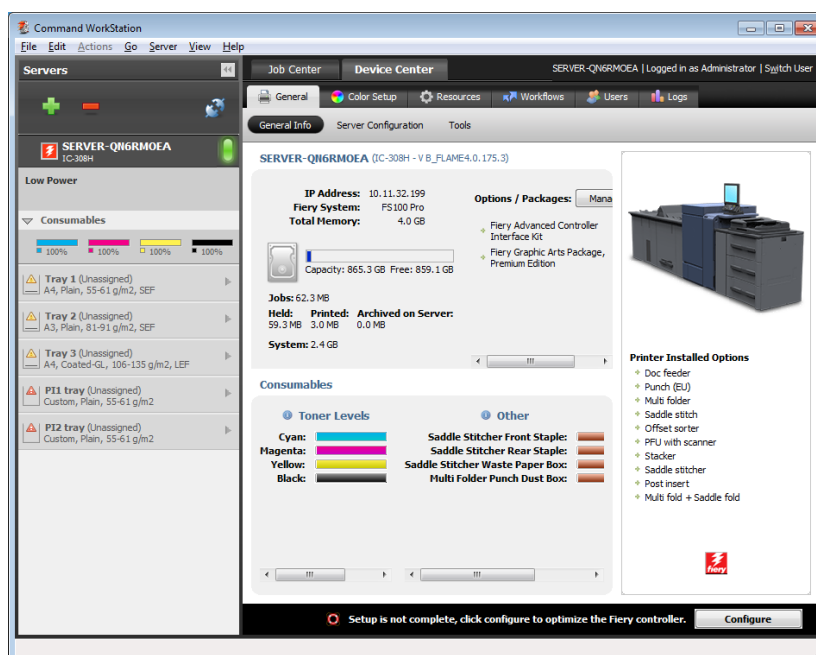 Command WorkStation
File Edit Actions Go Server View Help
Servers
Job Center Device Center SERVER-QN6RMOEA | Logged in as Administrator | Switch User
General Color Setup Resources Workflows Users Logs
General Info Server Configuration Tools
SERVER-QN6RMOEA
IC-308H
Low Power
Consumables
100% 100% 100% 100%
Tray 1 (Unassigned)
A4, Plain, 55-61 g/m2, SEF
Tray 2 (Unassigned)
A3, Plain, 81-91 g/m2, SEF
Tray 3 (Unassigned)
A4, Coated-GL, 106-135 g/m2, LEF
PI1 tray (Unassigned)
Custom, Plain, 55-61 g/m2
PI2 tray (Unassigned)
Custom, Plain, 55-61 g/m2
SERVER-QN6RMOEA (IC-308H - V B_FLAME4.0.175.3)
IP Address: 10.11.32.199
Fiery System: FS100 Pro
Total Memory: 4.0 GB
Capacity: 865.3 GB Free: 859.1 GB
Jobs: 62.3 MB
Held: Printed: Archived on Server:
59.3 MB 3.0 MB 0.0 MB
System: 2.4 GB
Options / Packages: Mana
Fiery Advanced Controller
Interface Kit
Fiery Graphic Arts Package,
Premium Edition
Consumables
Toner Levels
Cyan:
Magenta:
Yellow:
Black:
Other
Saddle Stitcher Front Staple:
Saddle Stitcher Rear Staple:
Saddle Stitcher Waste Paper Box:
Multi Folder Punch Dust Box:
Printer Installed Options
Doc feeder
Punch (EU)
Multi folder
Saddle stitch
Offset sorter
PFU with scanner
Stacker
Saddle stitcher
Post insert
Multi fold + Saddle fold
fiery
Setup is not complete, click configure to optimize the Fiery controller. Configure